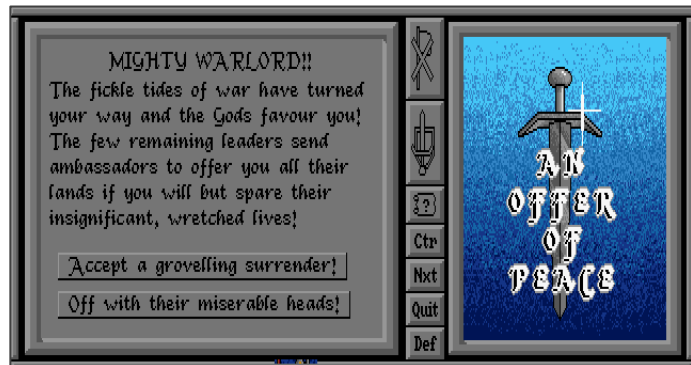 MIGHTY WARLORD!!
The fickle tides of war have turned
your way and the Gods favour you!
The few remaining leaders send
ambassadors to offer you all their
lands if you will but spare their
insignificant, wretched lives!
Accept a grovelling surrender!
Off with their miserable heads!
?
Ctr
Nxt
Quit
Def
AN
OFFER
OF
PEACE